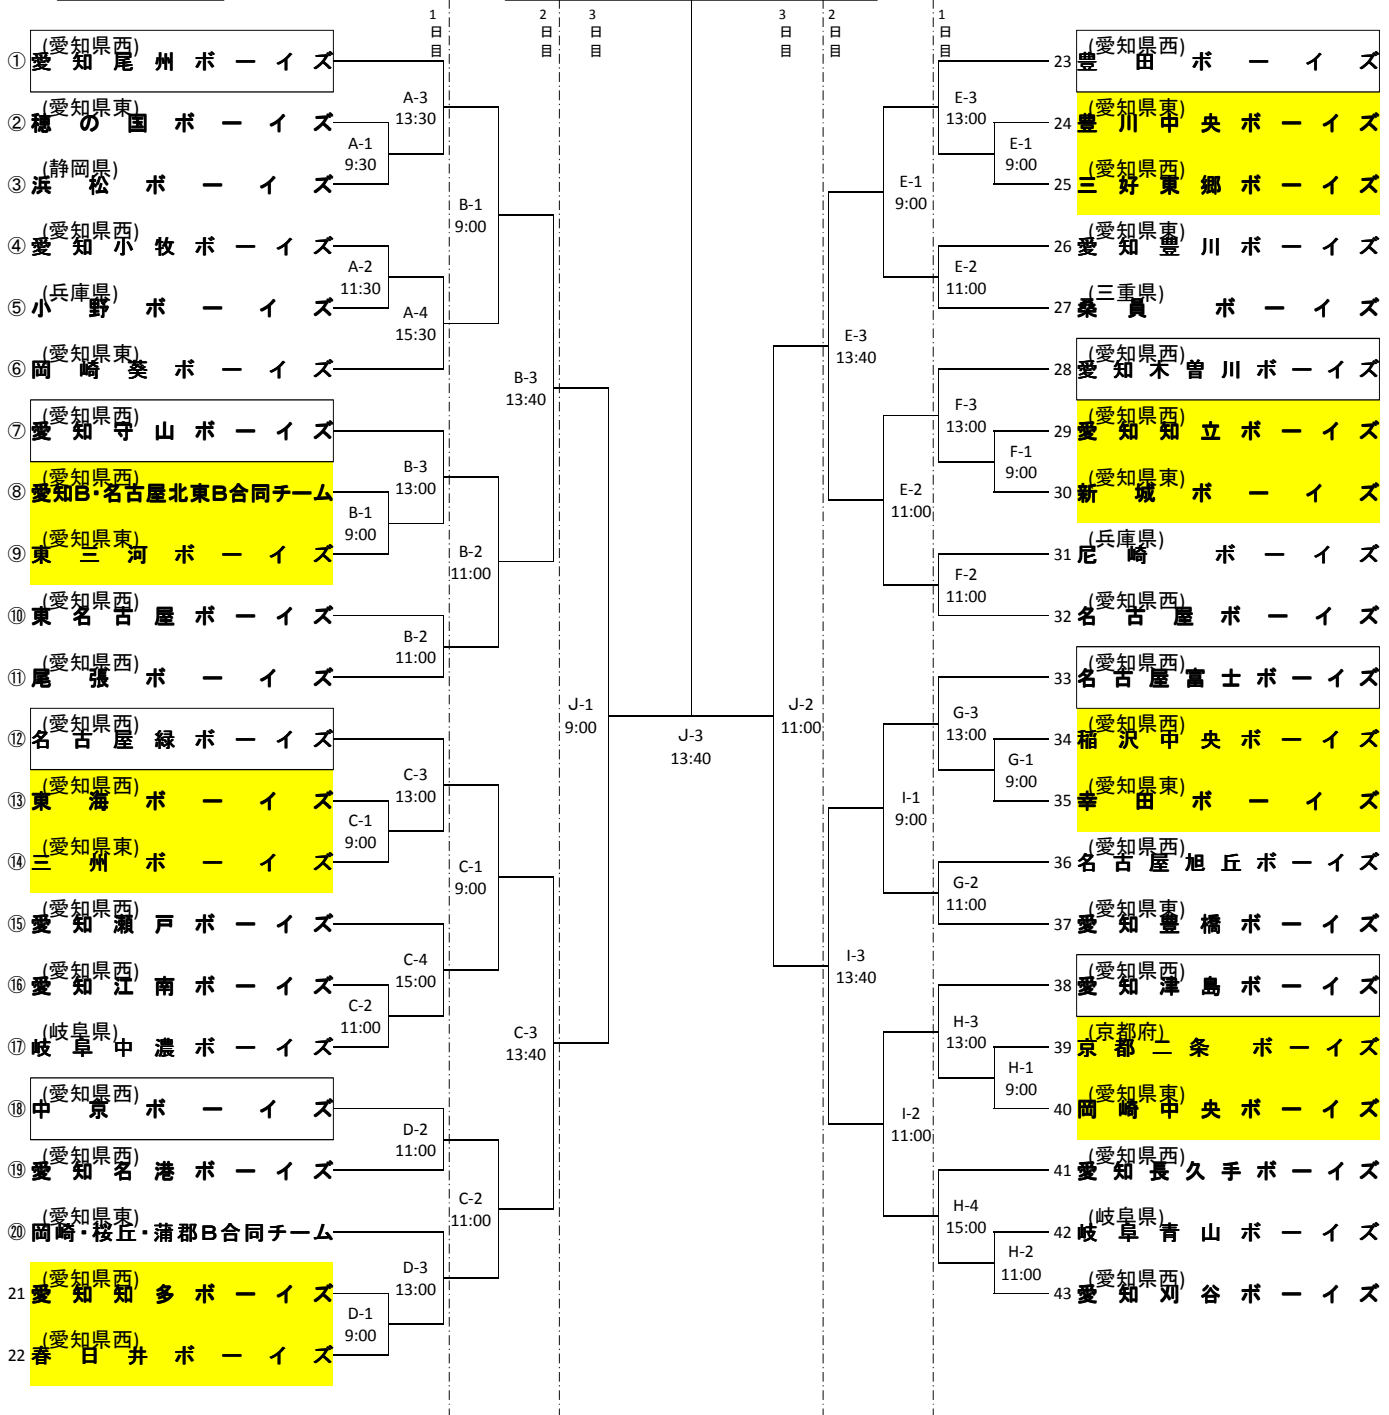 1日目
2日目
3日目
3日目
2日目
1日目
(愛知県西)
① 愛知尾州ボーイズ
(愛知県東)
② 穂の国ボーイズ
(静岡県)
③ 浜松ボーイズ
(愛知県西)
④ 愛知小牧ボーイズ
(兵庫県)
⑤ 小野ボーイズ
(愛知県東)
⑥ 岡崎葵ボーイズ
(愛知県西)
⑦ 愛知守山ボーイズ
(愛知県西)
⑧ 愛知B・名古屋北東B合同チーム
(愛知県東)
⑨ 東三河ボーイズ
(愛知県西)
⑩ 東名古屋ボーイズ
(愛知県西)
⑪ 尾張ボーイズ
(愛知県西)
⑫ 名古屋緑ボーイズ
(愛知県西)
⑬ 東海ボーイズ
(愛知県東)
⑭ 三州ボーイズ
(愛知県西)
⑮ 愛知瀬戸ボーイズ
(愛知県西)
⑯ 愛知江南ボーイズ
(岐阜県)
⑰ 岐阜中濃ボーイズ
(愛知県西)
⑱ 中京ボーイズ
(愛知県西)
⑲ 愛知名港ボーイズ
(愛知県東)
⑳ 岡崎・桜丘・蒲郡B合同チーム
(愛知県西)
21 愛知知多ボーイズ
(愛知県西)
22 春日井ボーイズ
A-3
13:30
A-1
9:30
A-2
11:30
A-4
15:30
B-3
13:00
B-1
9:00
B-2
11:00
C-3
13:00
C-1
9:00
C-4
15:00
C-2
11:00
D-2
11:00
D-3
13:00
D-1
9:00
B-1
9:00
B-2
11:00
C-1
9:00
C-2
11:00
B-3
13:40
C-3
13:40
J-1
9:00
J-3
13:40
J-2
11:00
E-3
13:40
I-3
13:40
E-1
9:00
E-2
11:00
I-1
9:00
I-2
11:00
E-3
13:00
E-1
9:00
E-2
11:00
F-3
13:00
F-1
9:00
F-2
11:00
G-3
13:00
G-1
9:00
G-2
11:00
H-3
13:00
H-1
9:00
H-4
15:00
H-2
11:00
(愛知県西)
23 豊田ボーイズ
(愛知県東)
24 豊川中央ボーイズ
(愛知県西)
25 三好東郷ボーイズ
(愛知県東)
26 愛知豊川ボーイズ
(三重県)
27 桑員 ボーイズ
(愛知県西)
28 愛知木曽川ボーイズ
(愛知県西)
29 愛知知立ボーイズ
(愛知県東)
30 新城ボーイズ
(兵庫県)
31 尼崎 ボーイズ
(愛知県西)
32 名古屋ボーイズ
(愛知県西)
33 名古屋富士ボーイズ
(愛知県西)
34 稲沢中央ボーイズ
(愛知県東)
35 幸田ボーイズ
(愛知県西)
36 名古屋旭丘ボーイズ
(愛知県東)
37 愛知豊橋ボーイズ
(愛知県西)
38 愛知津島ボーイズ
(京都府)
39 京都二条 ボーイズ
(愛知県東)
40 岡崎中央ボーイズ
(愛知県西)
41 愛知長久手ボーイズ
(岐阜県)
42 岐阜青山ボーイズ
(愛知県西)
43 愛知刈谷ボーイズ